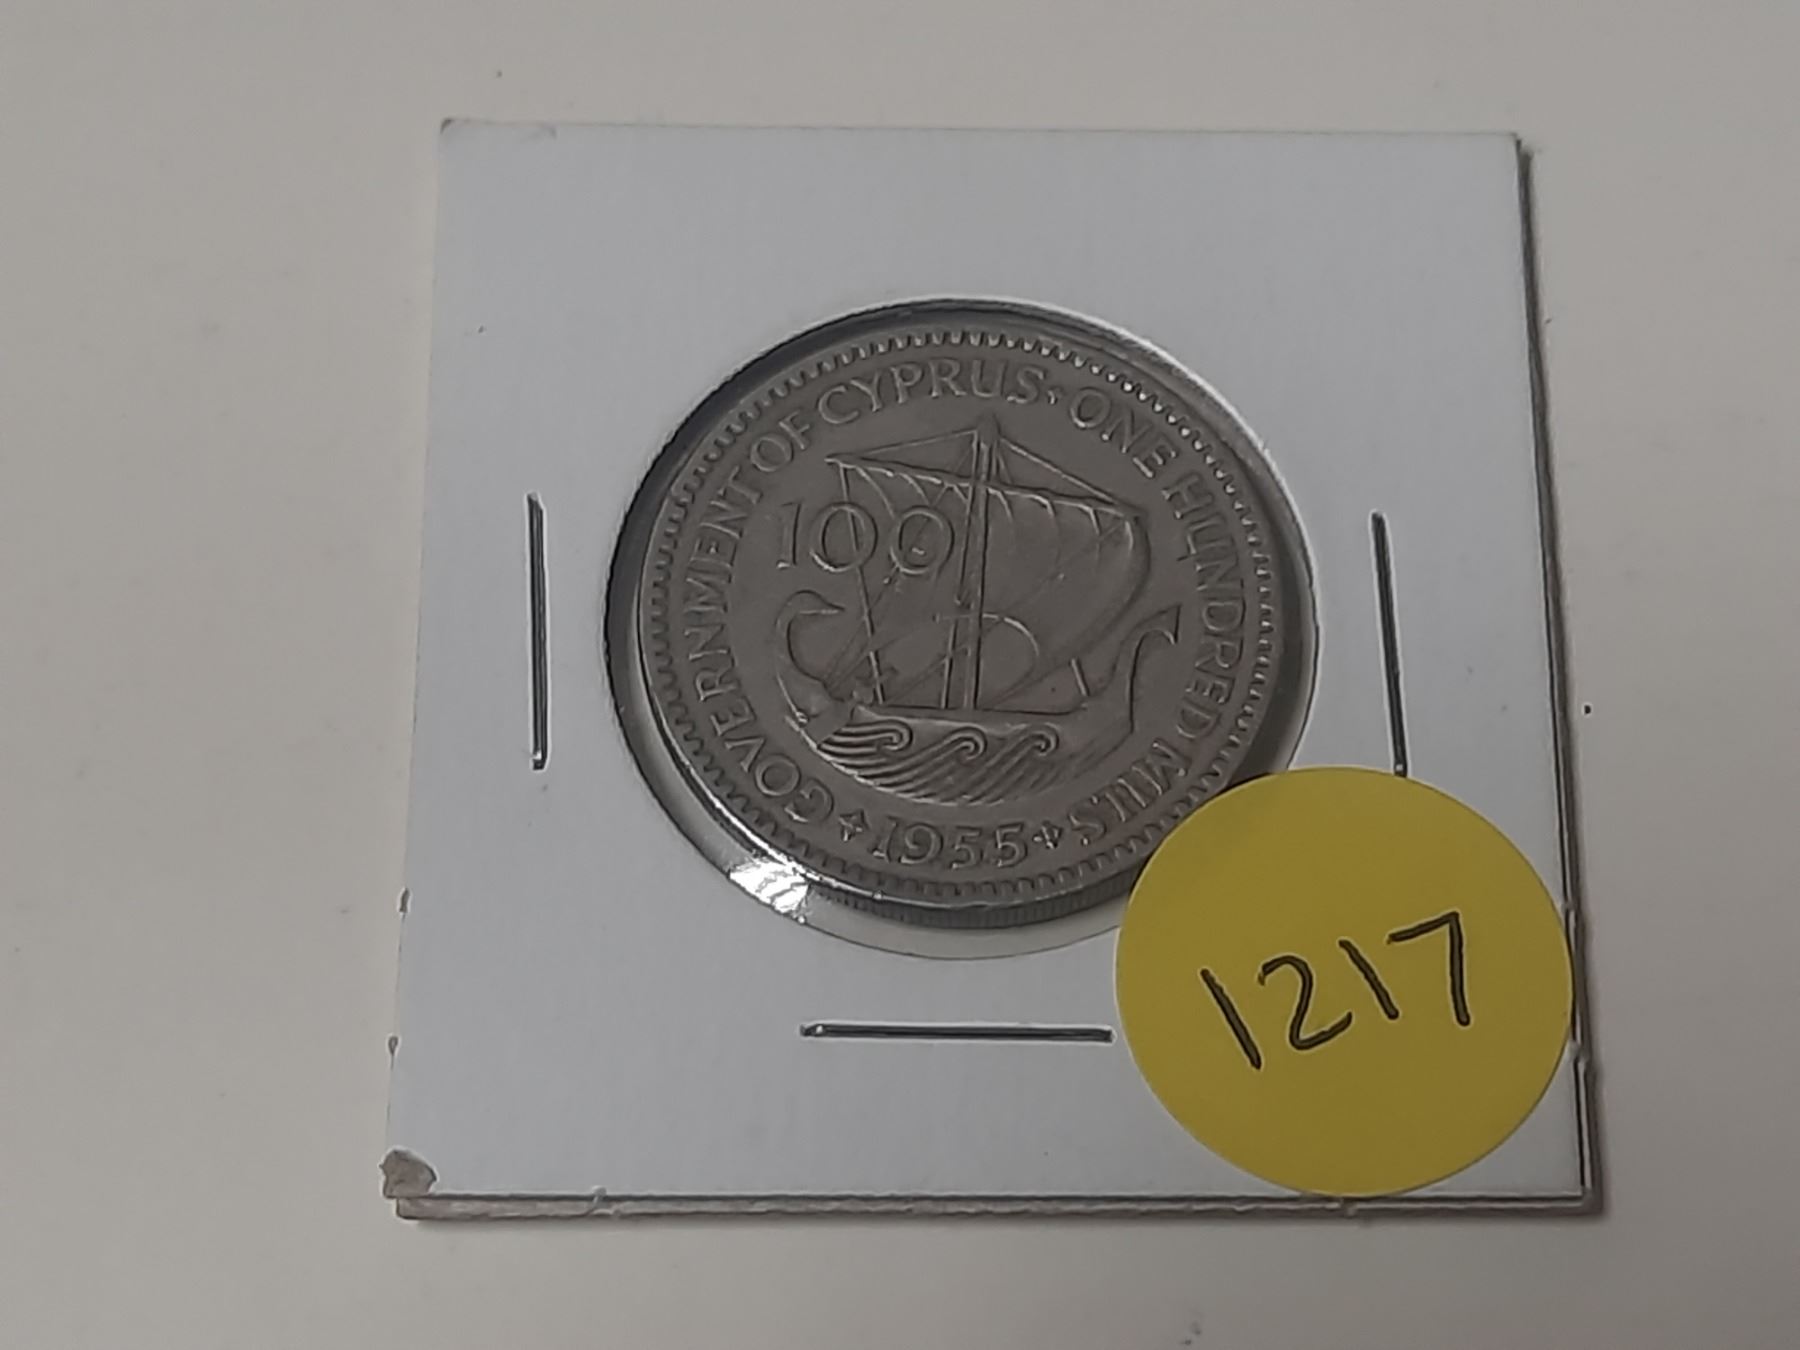 GOVERNMENT OF CYPRUS · ONE HUNDRED MILS
100
1955
1217